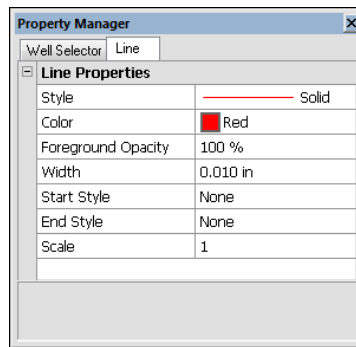 Property Manager
Well Selector Line
Line Properties
Style Solid
Color Red
Foreground Opacity 100 %
Width 0.010 in
Start Style None
End Style None
Scale 1